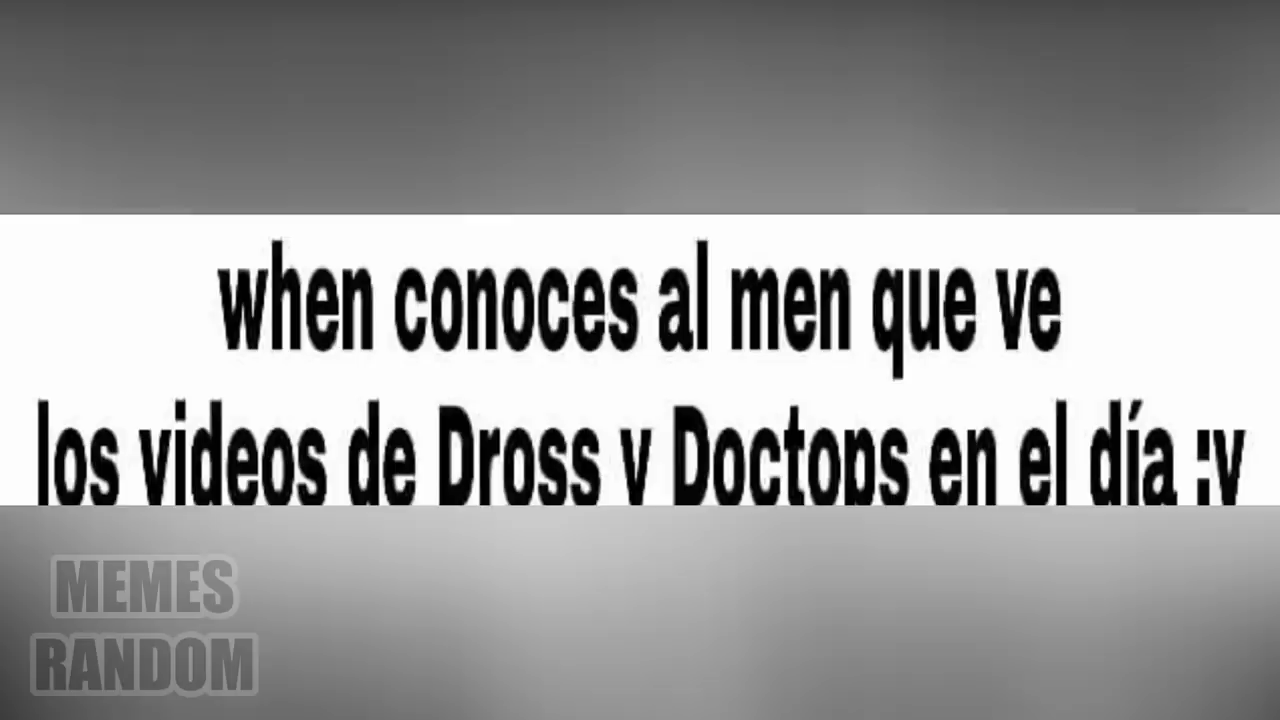 when conoces al men que ve
los videos de Dross y Doctops en el día :v
MEMES
RANDOM